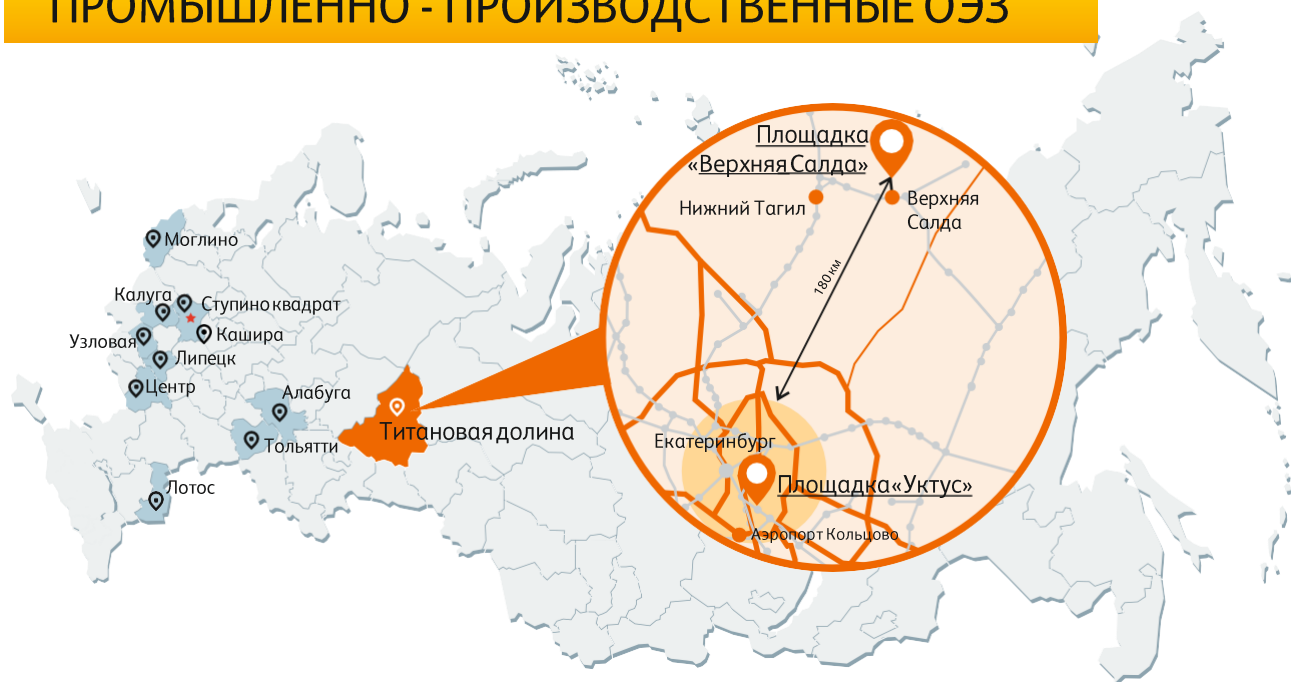 ПРОМЫШЛЕННО - ПРОИЗВОДСТВЕННЫЕ ОЭЗ
Площадка
«Верхняя Салда»
Нижний Тагил
Верхняя
Салда
180 км
Моглино
Калуга
Ступино квадрат
Узловая
Кашира
Липецк
Центр
Алабуга
Титановая долина
Тольятти
Екатеринбург
Лотос
Площадка «Уктус»
Аэропорт Кольцово